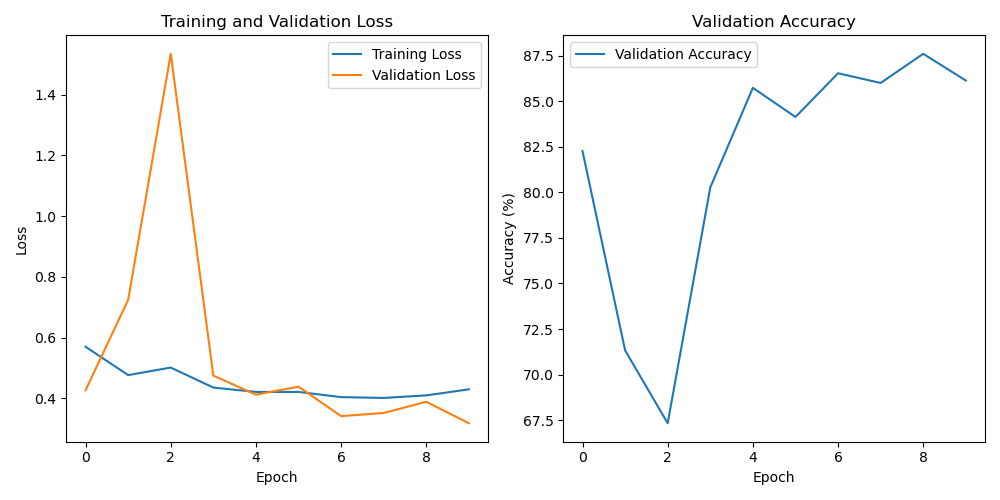 Training and Validation Loss
Training Loss
Validation Loss
1.4
1.2
1.0
0.8
0.6
0.4
Loss
0
2
4
6
8
Epoch
Validation Accuracy
Validation Accuracy
87.5
85.0
82.5
80.0
77.5
75.0
72.5
70.0
67.5
Accuracy (%)
0
2
4
6
8
Epoch